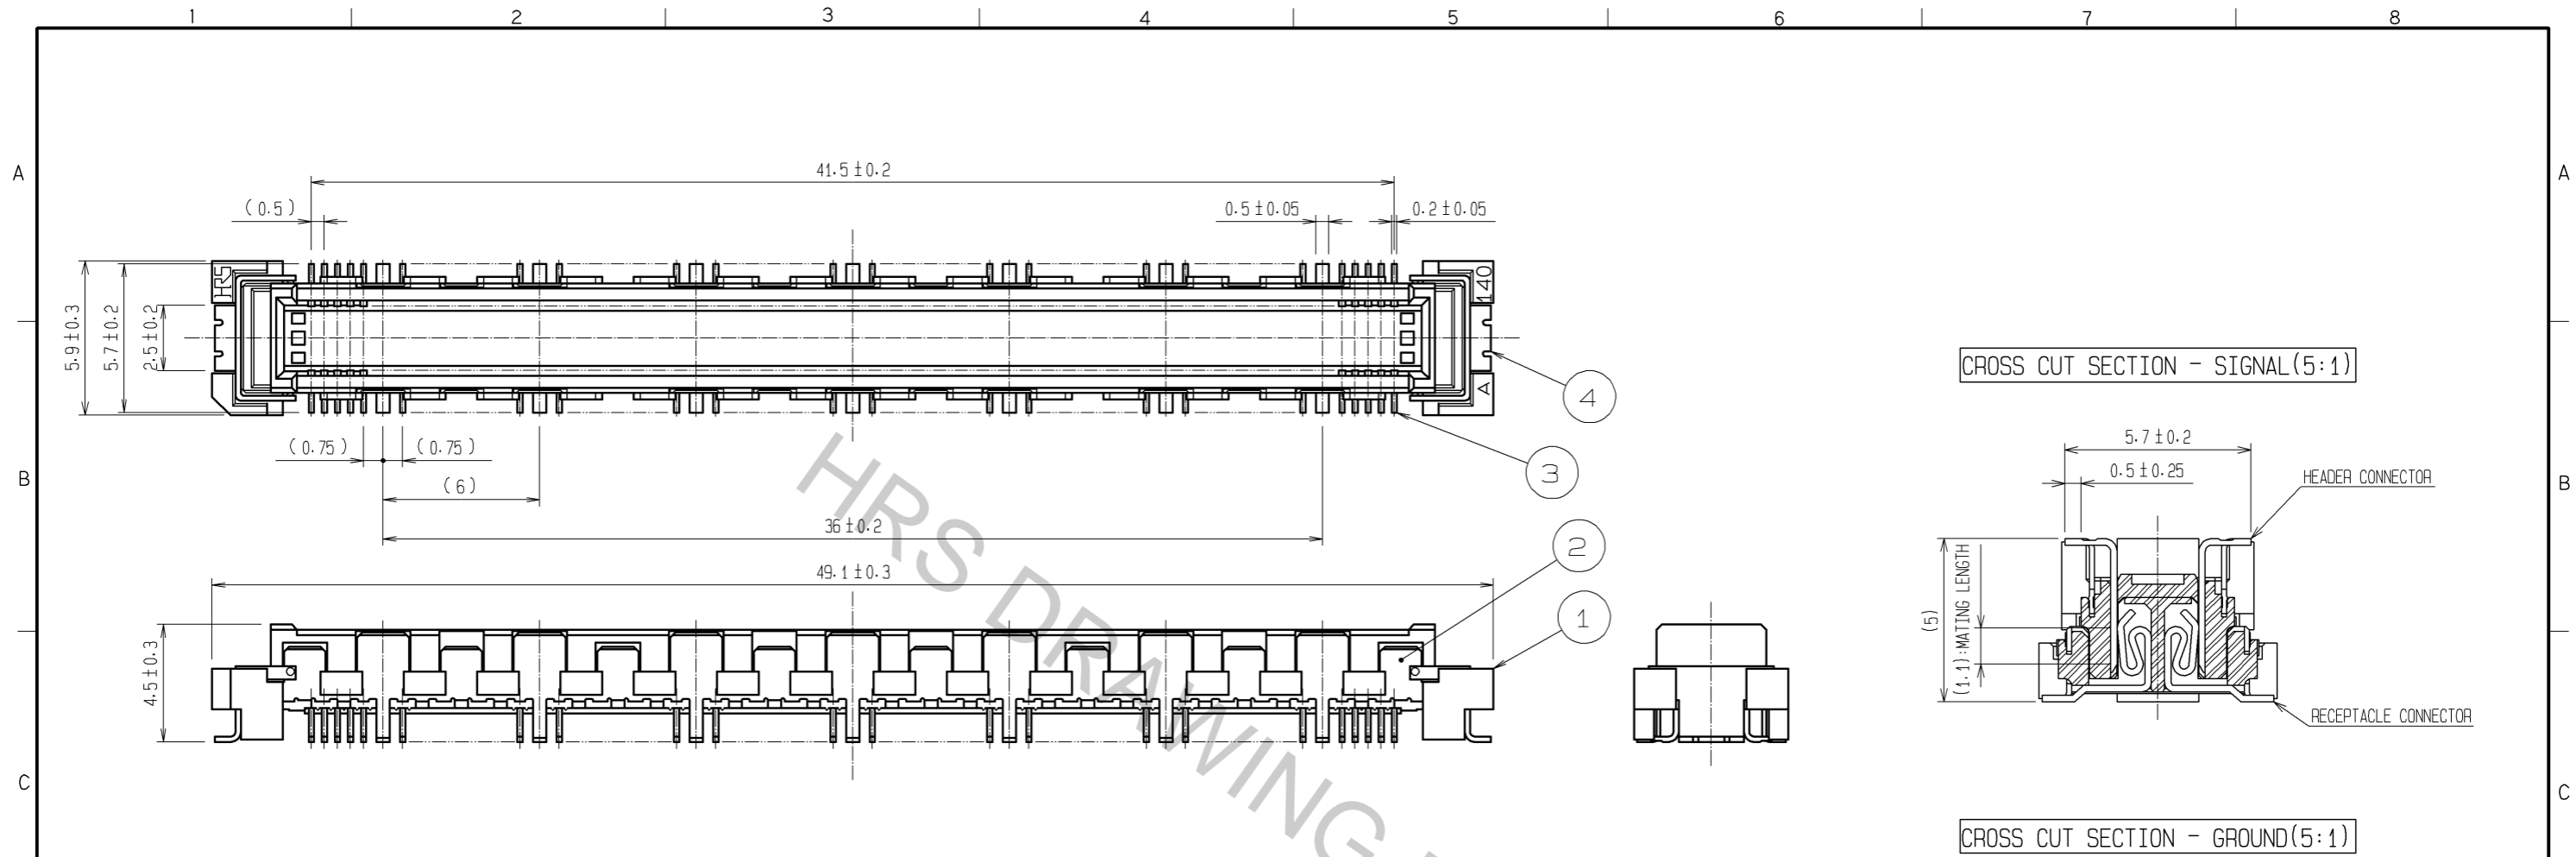 1 2 3 4 5 6 7 8
A A
41.5±0.2
(0.5) 0.5±0.05 0.2±0.05
HRS 140
5.9±0.3 5.7±0.2 2.5±0.2
A
4
CROSS CUT SECTION - SIGNAL(5:1)
(0.75) (0.75)
3
5.7±0.2
B B
(6)
0.5±0.25
HEADER CONNECTOR
36±0.2
2
49.1±0.3
1
4.5±0.3
(5)
(1.1):MATING LENGTH
RECEPTACLE CONNECTOR
C C
HRS DRAWING
CROSS CUT SECTION - GROUND(5:1)